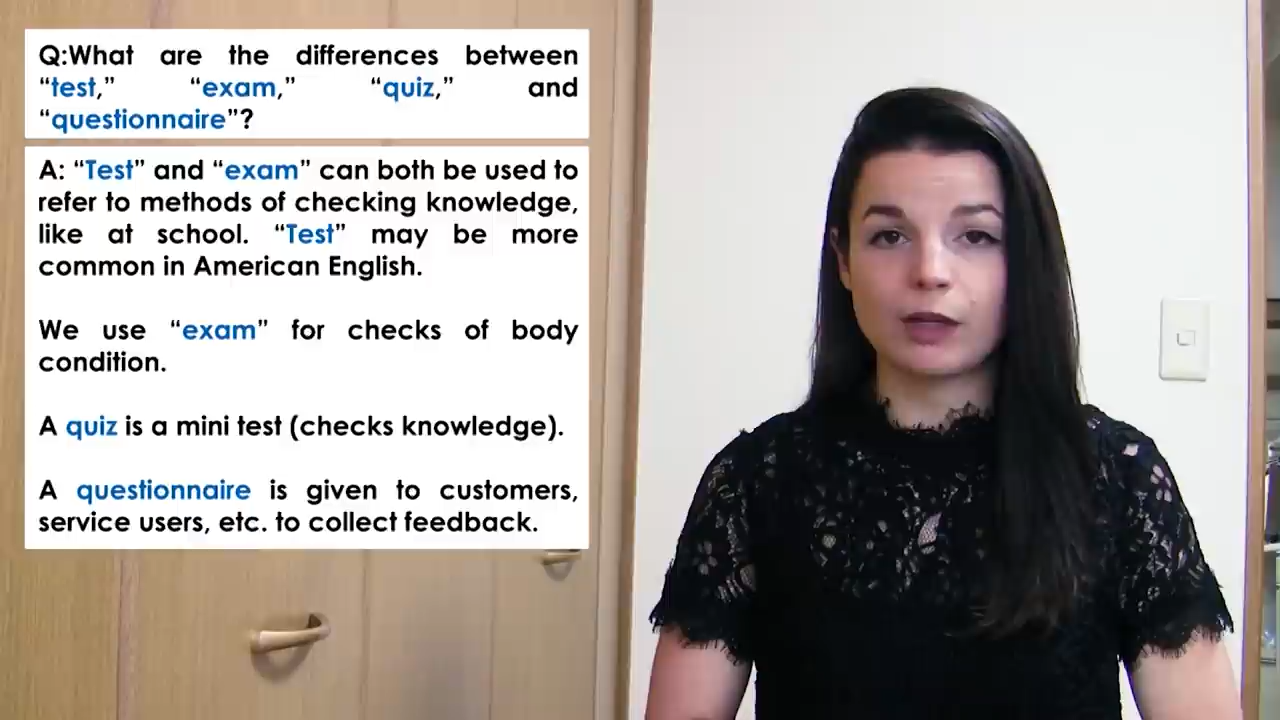 Q:What are the differences between
“test,” “exam,” “quiz,” and
“questionnaire”?
A: “Test” and “exam” can both be used to
refer to methods of checking knowledge,
like at school. “Test” may be more
common in American English.
We use “exam” for checks of body
condition.
A quiz is a mini test (checks knowledge).
A questionnaire is given to customers,
service users, etc. to collect feedback.